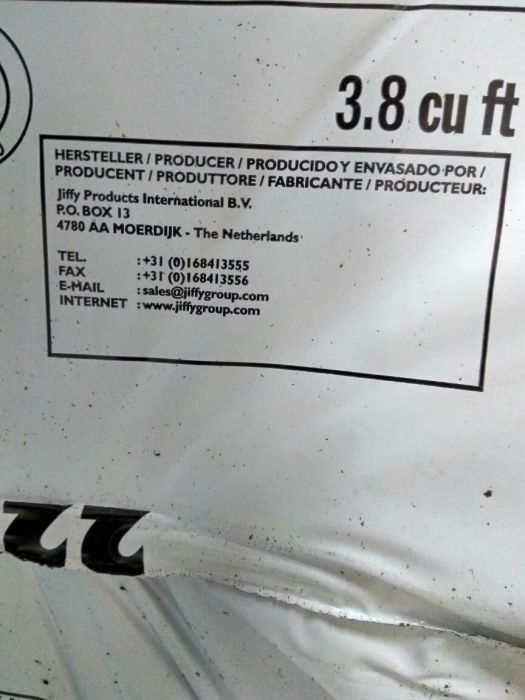 3.8 cu ft
HERSTELLER / PRODUCER / PRODUCIDO Y ENVASADO POR /
PRODUCENT / PRODUTTORE / FABRICANTE / PRODUCTEUR:
Jiffy Products International B.V.
P.O. BOX 13
4780 AA MOERDIJK - The Netherlands
TEL. :+31 (0)168413555
FAX :+31 (0)168413556
E-MAIL :sales@jiffygroup.com
INTERNET :www.jiffygroup.com